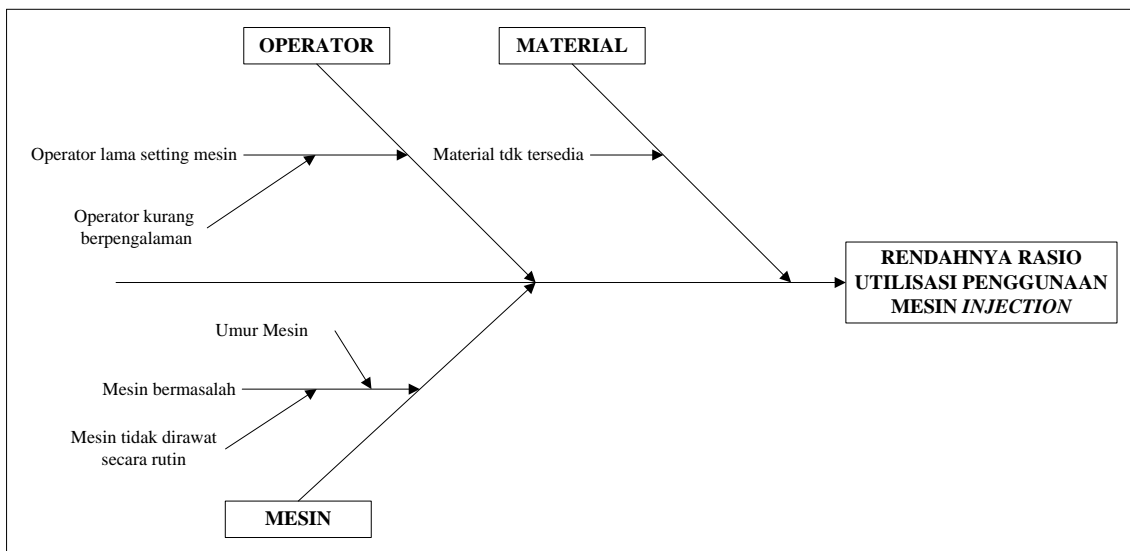 OPERATOR
MATERIAL
Operator lama setting mesin
Material tdk tersedia
Operator kurang
berpengalaman
RENDAHNYA RASIO
UTILISASI PENGGUNAAN
MESIN INJECTION
Umur Mesin
Mesin bermasalah
Mesin tidak dirawat
secara rutin
MESIN